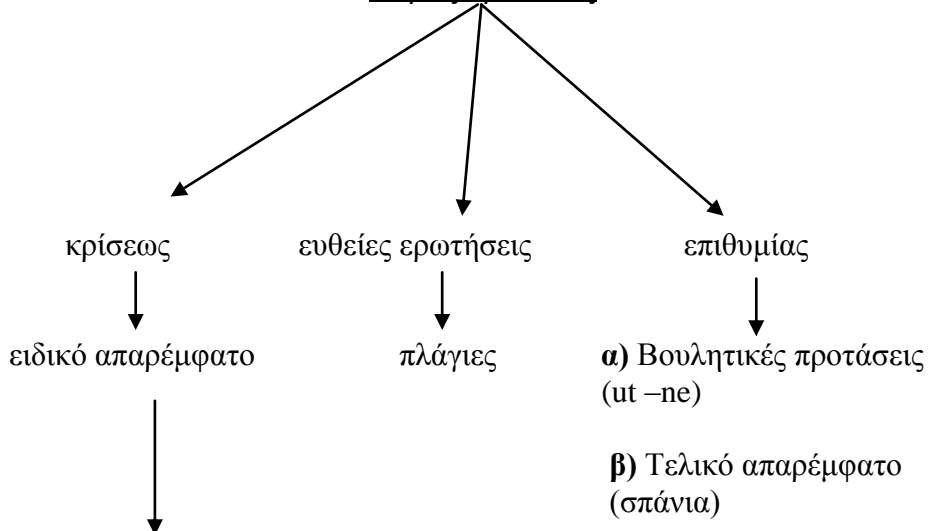 κρίσεως ευθείες ερωτήσεις επιθυμίας
ειδικό απαρέμφατο πλάγιες α) Βουλητικές προτάσεις
(ut –ne)
β) Τελικό απαρέμφατο
(σπάνια)